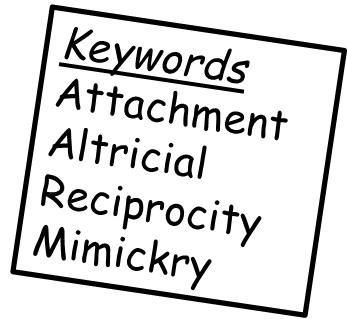 Keywords
Attachment
Altricial
Reciprocity
Mimickry